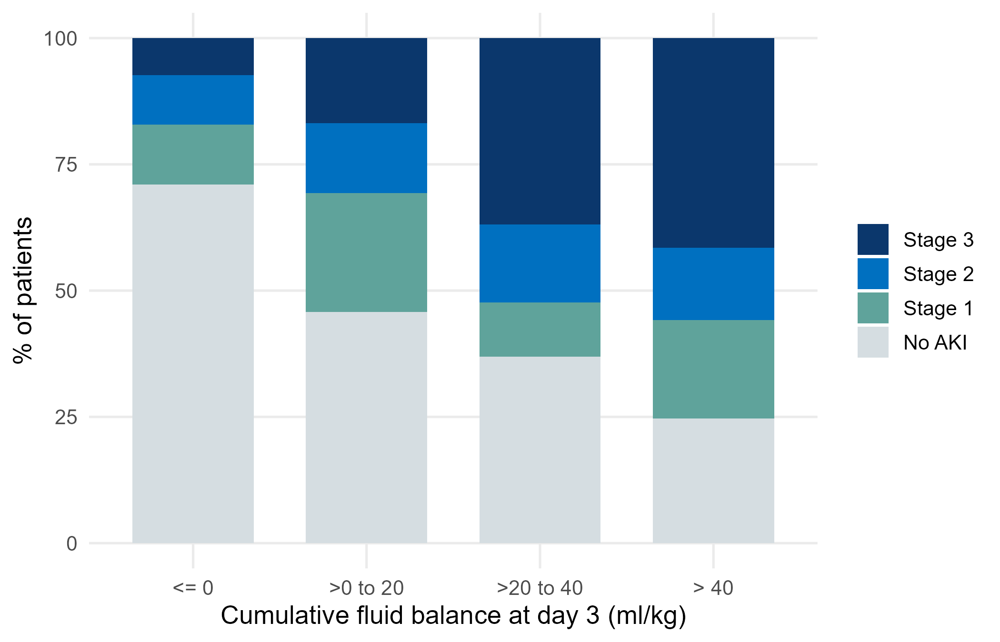 100
75
50
25
0
% of patients
<= 0
>0 to 20
>20 to 40
> 40
Cumulative fluid balance at day 3 (ml/kg)
Stage 3
Stage 2
Stage 1
No AKI